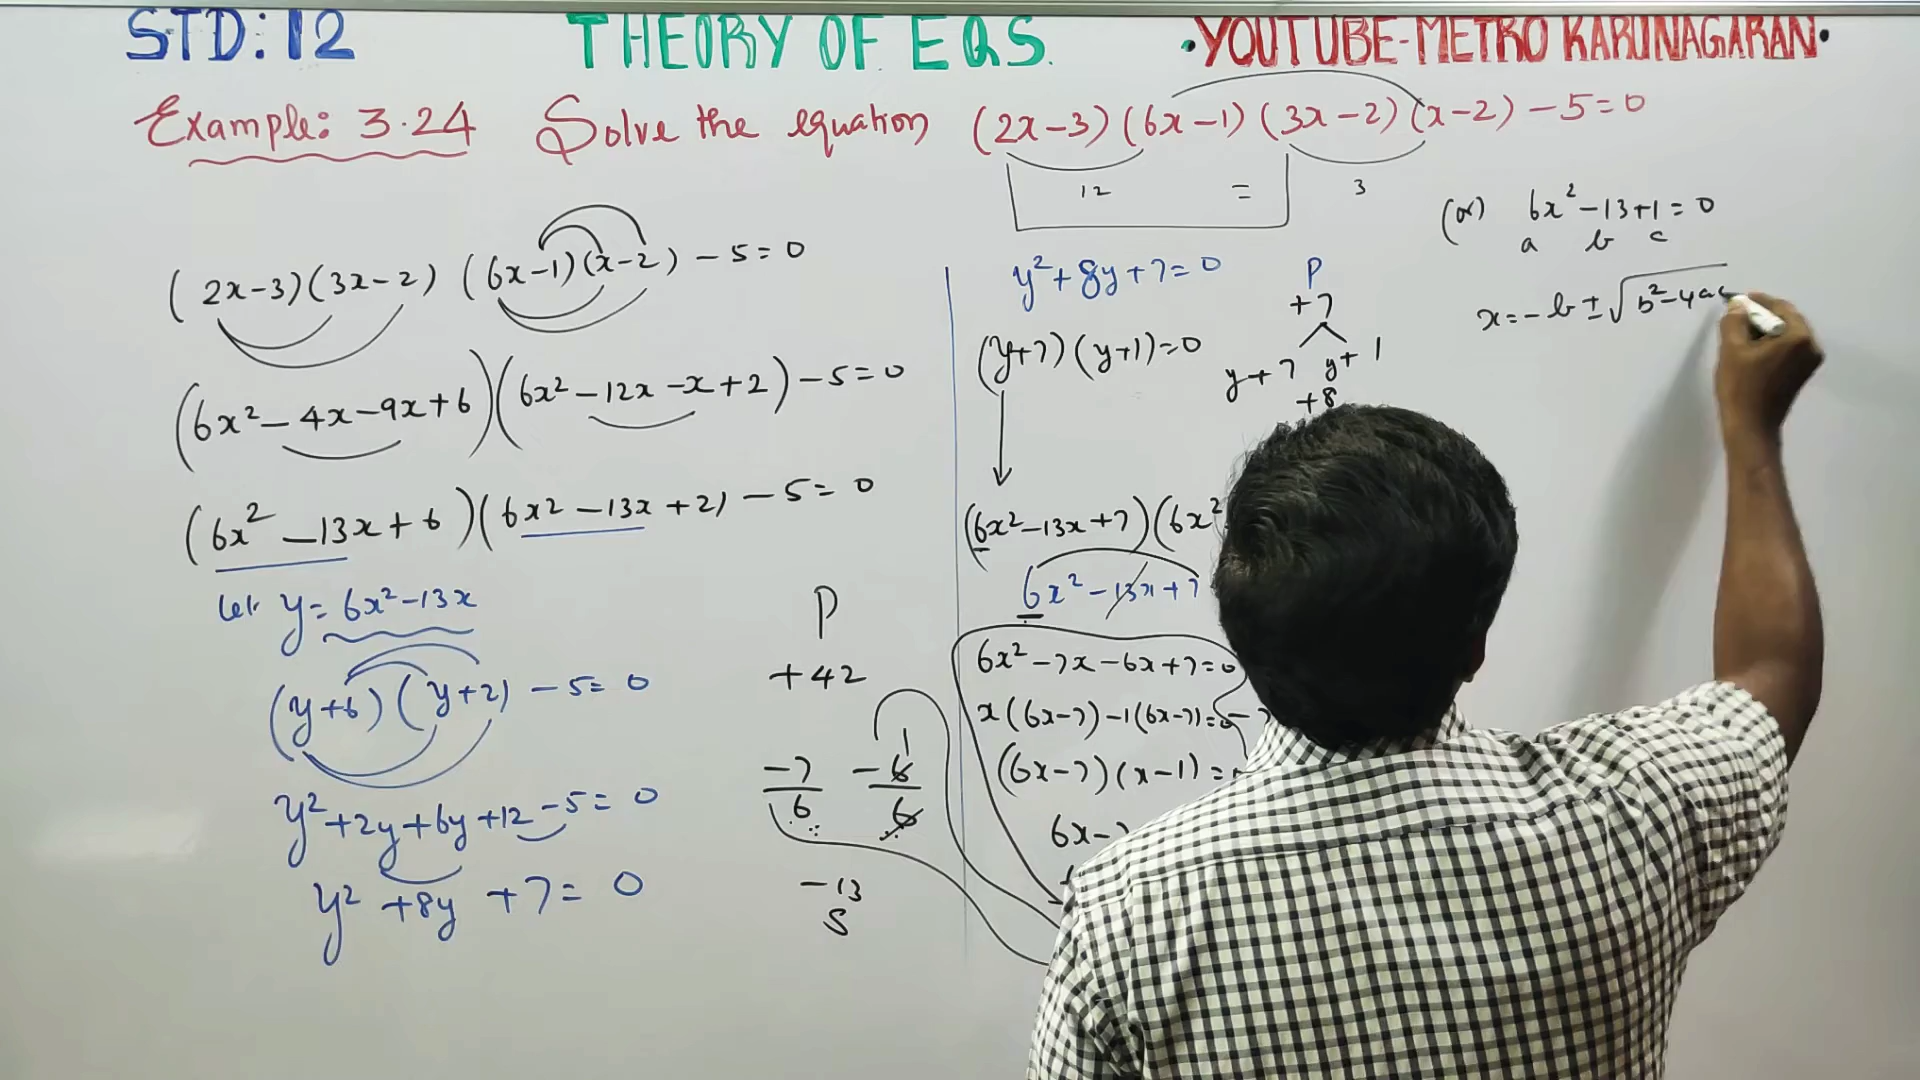 STD: 12 THEORY OF EQS. •YOUTUBE-METRO KARUNAGARAN•
Example: 3.24 Solve the equation (2x-3)(6x-1)(3x-2)(x-2)-5=0
12 = 3
(2x-3)(3x-2) (6x-1)(x-2) -5=0
(6x²-4x-9x+6)(6x²-12x-x+2)-5=0
(6x²-13x+6)(6x²-13x+2)-5=0
let y=6x²-13x
(y+6)(y+2)-5=0
y²+2y+6y+12-5=0
y²+8y+7=0
P
+42
1
-7 -6
6 6
-13
S
y²+8y+7=0
(y+7)(y+1)=0
P
+7
y+7 y+1
+8
(6x²-13x+7)(6x²
6x²-13x+7
6x²-7x-6x+7=0
x(6x-7)-1(6x-7)=0
(6x-7)(x-1)=
6x-7
(or) 6x²-13+1=0
a b c
x=-b±√b²-4ac